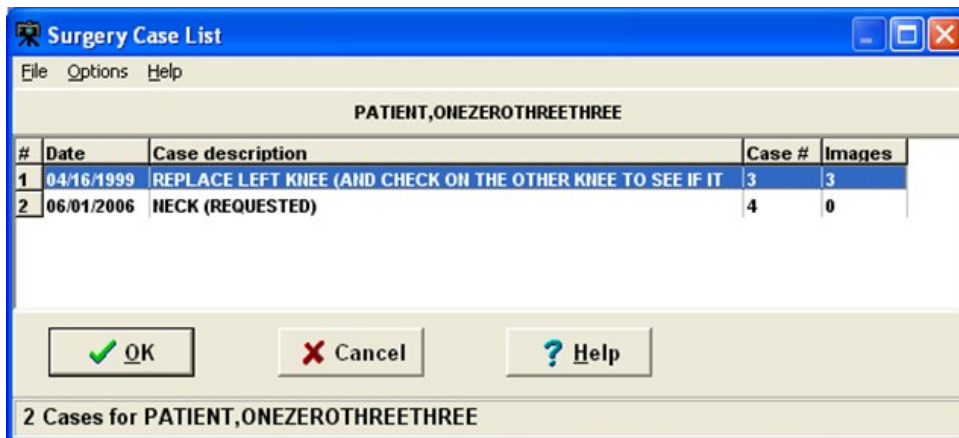 Surgery Case List
File Options Help
PATIENT,ONEZEROTHREETHREE
# Date Case description Case # Images
1 04/16/1999 REPLACE LEFT KNEE (AND CHECK ON THE OTHER KNEE TO SEE IF IT 3 3
2 06/01/2006 NECK (REQUESTED) 4 0
OK Cancel ? Help
2 Cases for PATIENT,ONEZEROTHREETHREE